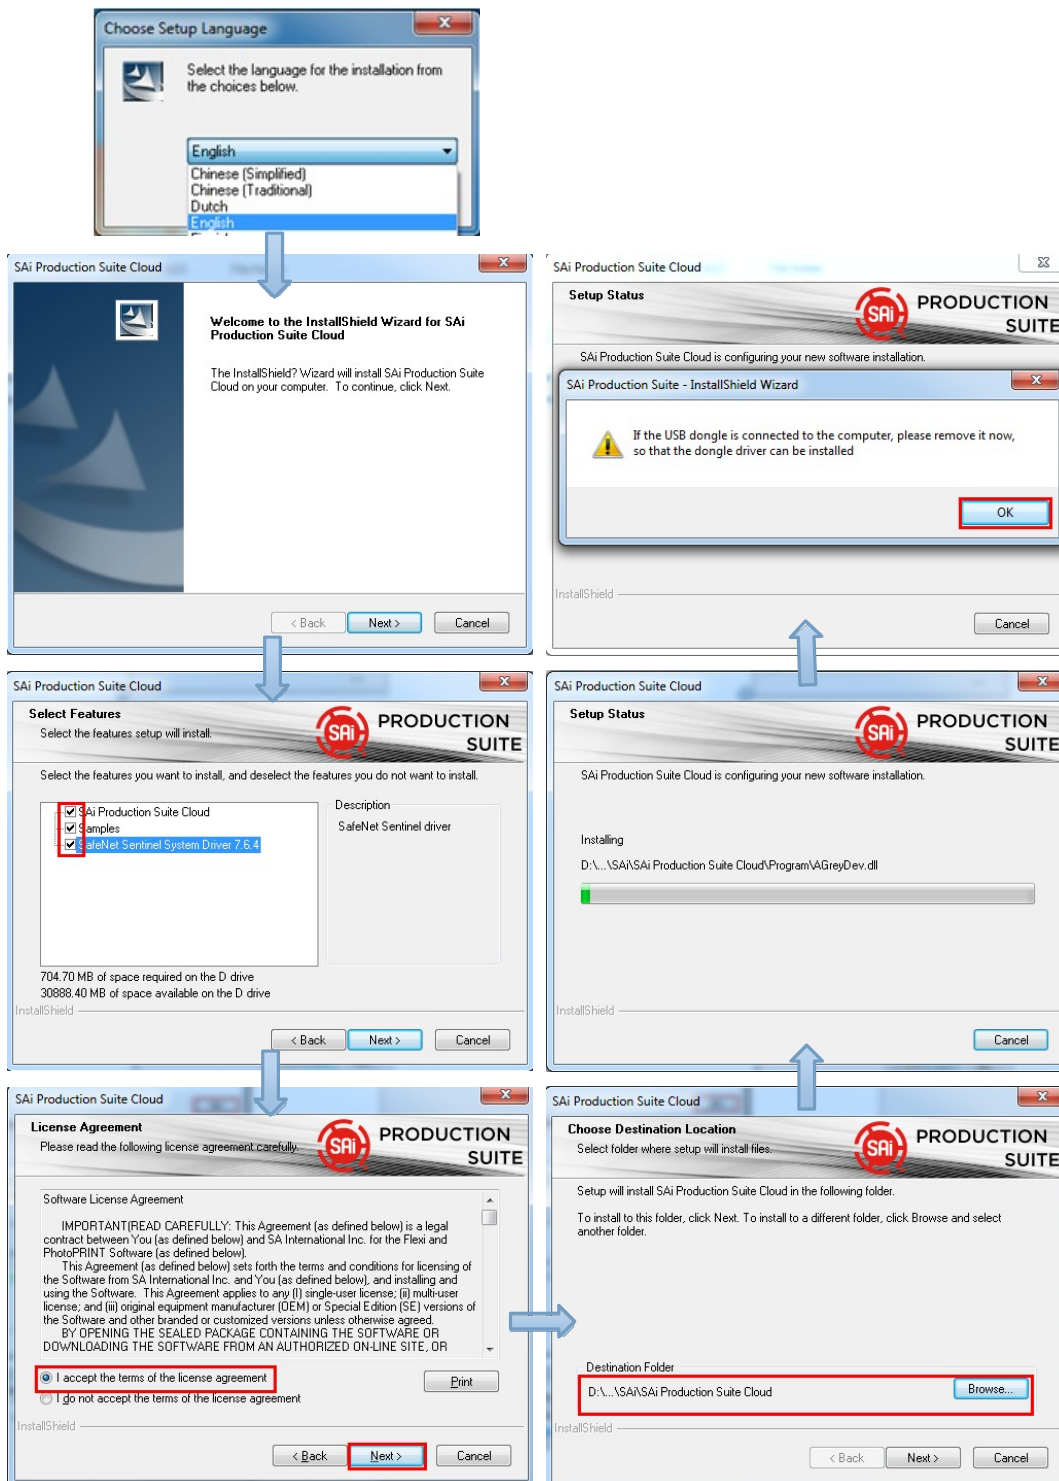 Choose Setup Language
Select the language for the installation from
the choices below.
English
Chinese (Simplified)
Chinese (Traditional)
Dutch
English
SAi Production Suite Cloud
Welcome to the InstallShield Wizard for SAi
Production Suite Cloud
The InstallShield? Wizard will install SAi Production Suite
Cloud on your computer. To continue, click Next.
< Back
Next >
Cancel
SAi Production Suite Cloud
Select Features
Select the features setup will install.
SAi
PRODUCTION
SUITE
Select the features you want to install, and deselect the features you do not want to install.
SAi Production Suite Cloud
Samples
SafeNet Sentinel System Driver 7.6.4
Description
SafeNet Sentinel driver
704.70 MB of space required on the D drive
30888.40 MB of space available on the D drive
InstallShield
< Back
Next >
Cancel
SAi Production Suite Cloud
License Agreement
Please read the following license agreement carefully.
SAi
PRODUCTION
SUITE
Software License Agreement
IMPORTANT(READ CAREFULLY: This Agreement (as defined below) is a legal
contract between You (as defined below) and SA International Inc. for the Flexi and
PhotoPRINT Software (as defined below).
This Agreement (as defined below) sets forth the terms and conditions for licensing of
the Software from SA International Inc. and You (as defined below), and installing and
using the Software. This Agreement applies to any (I) single-user license; (ii) multi-user
license; and (iii) original equipment manufacturer (OEM) or Special Edition (SE) versions of
the Software and other branded or customized versions unless otherwise agreed.
BY OPENING THE SEALED PACKAGE CONTAINING THE SOFTWARE OR
DOWNLOADING THE SOFTWARE FROM AN AUTHORIZED ON-LINE SITE, OR
I accept the terms of the license agreement
I do not accept the terms of the license agreement
Print
InstallShield
< Back
Next >
Cancel
SAi Production Suite Cloud
Choose Destination Location
Select folder where setup will install files.
SAi
PRODUCTION
SUITE
Setup will install SAi Production Suite Cloud in the following folder.
To install to this folder, click Next. To install to a different folder, click Browse and select
another folder.
Destination Folder
D:\...\SAi\SAi Production Suite Cloud
Browse...
InstallShield
< Back
Next >
Cancel
SAi Production Suite Cloud
Setup Status
SAi
PRODUCTION
SUITE
SAi Production Suite Cloud is configuring your new software installation.
Installing
D:\...\SAi\SAi Production Suite Cloud\Program\AGreyDev.dll
InstallShield
Cancel
SAi Production Suite Cloud
Setup Status
SAi
PRODUCTION
SUITE
SAi Production Suite Cloud is configuring your new software installation.
SAi Production Suite - InstallShield Wizard
If the USB dongle is connected to the computer, please remove it now,
so that the dongle driver can be installed
OK
InstallShield
Cancel